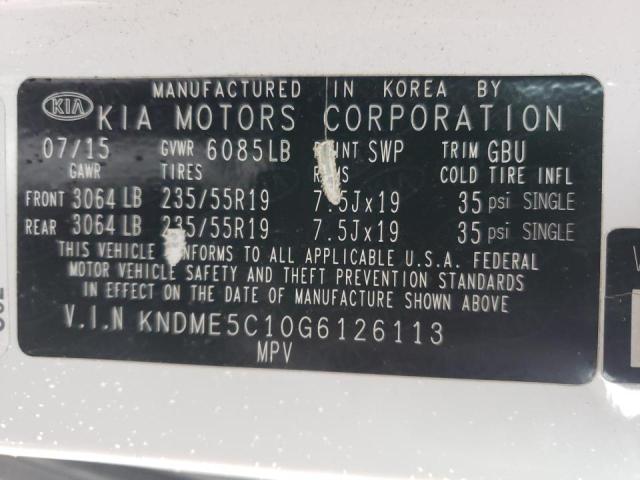 MANUFACTURED IN KOREA BY
KIA KIA MOTORS CORPORATION
07/15 GVWR 6085LB SWP TRIM GBU
GAWR TIRES COLD TIRE INFL
FRONT 3064 LB 235/55R19 7.5Jx19 35 psi SINGLE
REAR 3064 LB 235/55R19 7.5Jx19 35 psi SINGLE
THIS VEHICLE CONFORMS TO ALL APPLICABLE U.S.A. FEDERAL
MOTOR VEHICLE SAFETY AND THEFT PREVENTION STANDARDS
IN EFFECT ON THE DATE OF MANUFACTURE SHOWN ABOVE
V.I.N KNDME5C10G6126113
MPV